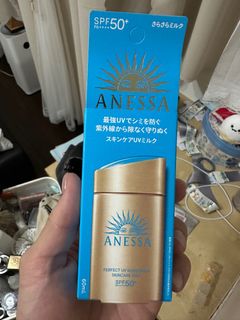 SPF50+
PA++++
さらさらミルク
ANESSA
最強UVでシミを防ぐ
紫外線から隙なく守りぬく
スキンケアUVミルク
ANESSA
PERFECT UV SUNSCREEN
SKINCARE MILK
SPF50+
60mL